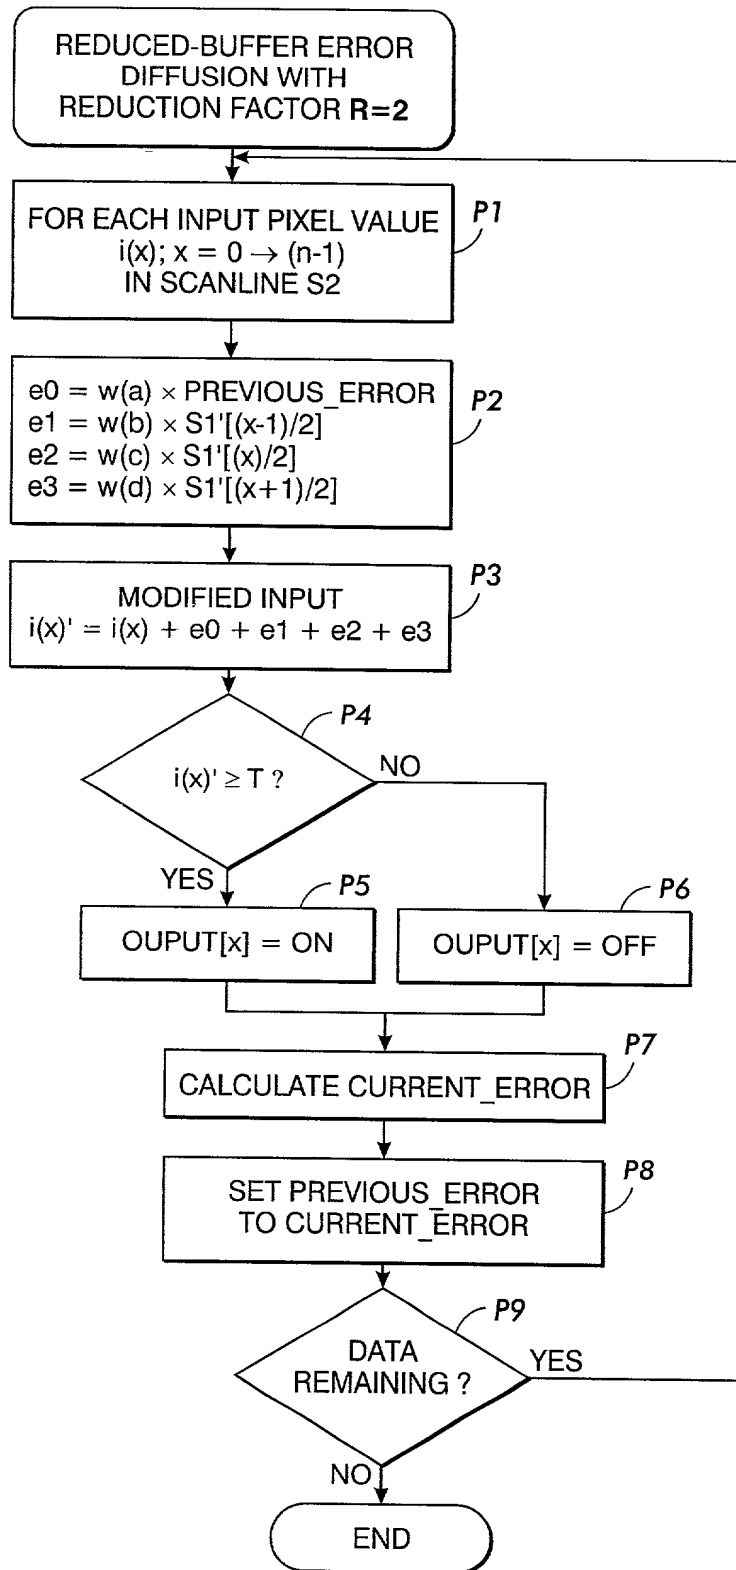 REDUCED-BUFFER ERROR
DIFFUSION WITH
REDUCTION FACTOR R=2
FOR EACH INPUT PIXEL VALUE
i(x); x = 0 → (n-1)
IN SCANLINE S2
P1
e0 = w(a) × PREVIOUS_ERROR
e1 = w(b) × S1'[(x-1)/2]
e2 = w(c) × S1'[(x)/2]
e3 = w(d) × S1'[(x+1)/2]
P2
MODIFIED INPUT
i(x)' = i(x) + e0 + e1 + e2 + e3
P3
P4
i(x)' ≥ T ?
NO
YES
P5
OUPUT[x] = ON
P6
OUPUT[x] = OFF
P7
CALCULATE CURRENT_ERROR
P8
SET PREVIOUS_ERROR
TO CURRENT_ERROR
P9
DATA
REMAINING ?
YES
NO
END